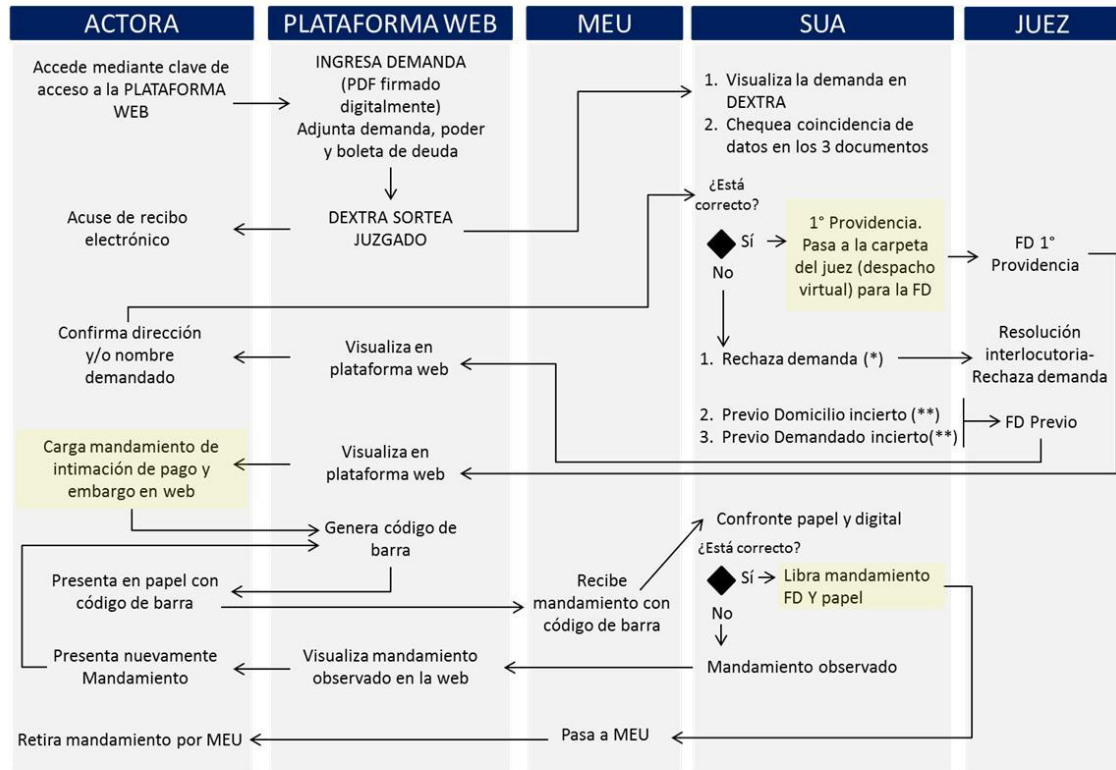 ACTORA
PLATAFORMA WEB
MEU
SUA
JUEZ
Accede mediante clave de
acceso a la PLATAFORMA
WEB
INGRESA DEMANDA
(PDF firmado
digitalmente)
Adjunta demanda, poder
y boleta de deuda
1. Visualiza la demanda en
DEXTRA
2. Chequea coincidencia de
datos en los 3 documentos
Acuse de recibo
electrónico
DEXTRA SORTEA
JUZGADO
¿Está
correcto?
Sí
No
1° Providencia.
Pasa a la carpeta
del juez (despacho
virtual) para la FD
FD 1°
Providencia
Confirma dirección
y/o nombre
demandado
Visualiza en
plataforma web
1. Rechaza demanda (*)
Resolución
interlocutoria-
Rechaza demanda
2. Previo Domicilio incierto (**)
3. Previo Demandado incierto(**)
FD Previo
Carga mandamiento de
intimación de pago y
embargo en web
Visualiza en
plataforma web
Genera código de
barra
Confronte papel y digital
¿Está correcto?
Sí
No
Libra mandamiento
FD Y papel
Presenta en papel con
código de barra
Recibe
mandamiento con
código de barra
Presenta nuevamente
Mandamiento
Visualiza mandamiento
observado en la web
Mandamiento observado
Retira mandamiento por MEU
Pasa a MEU